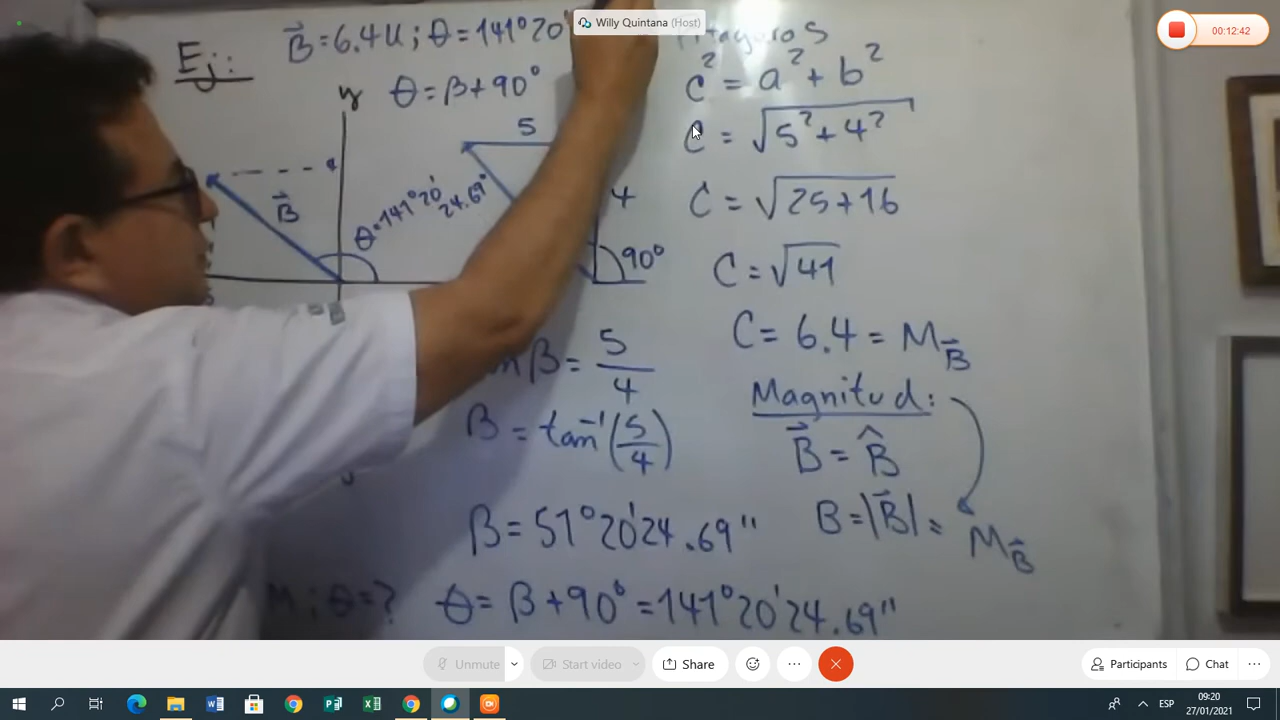 Willy Quintana (Host)
00:12:42
Ej:
B⃗ = 6.4u ; θ = 141°20'
θ = β + 90°
y
B⃗
θ = 141°20'
24.69"
5
4
90°
β = 5/4
β = tan⁻¹(5/4)
β = 51°20'24.69"
θ = ?
θ = β + 90° = 141°20'24.69"
c² = a² + b²
C = √5² + 4²
C = √25 + 16
C = √41
C = 6.4 = M_B⃗
Magnitud:
B⃗ = B̂
B = |B⃗| = M_B⃗
Unmute
Start video
Share
Participants
Chat
ESP
09:20
27/01/2021